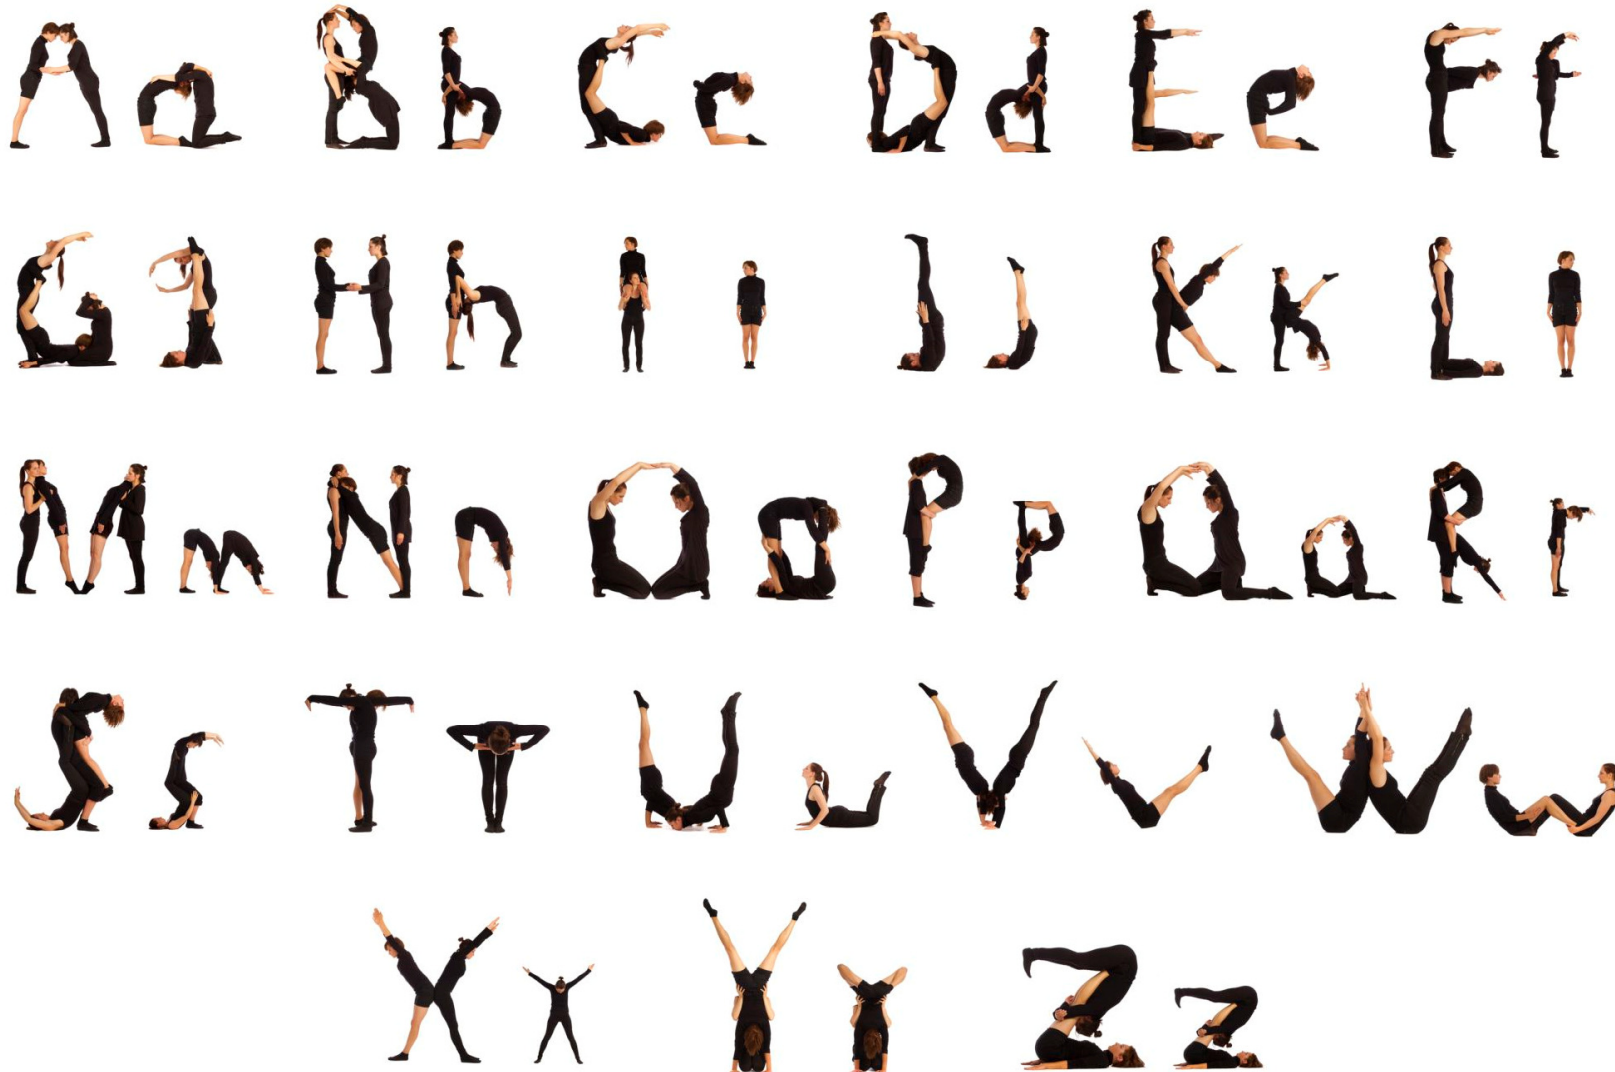 Aa Bb Cc Dd Ee Ff
Gg Hh Ii Jj Kk Ll
Mm Nn Oo Pp Qq Rr
Ss Tt Uu Vv Ww
Xx Yy Zz